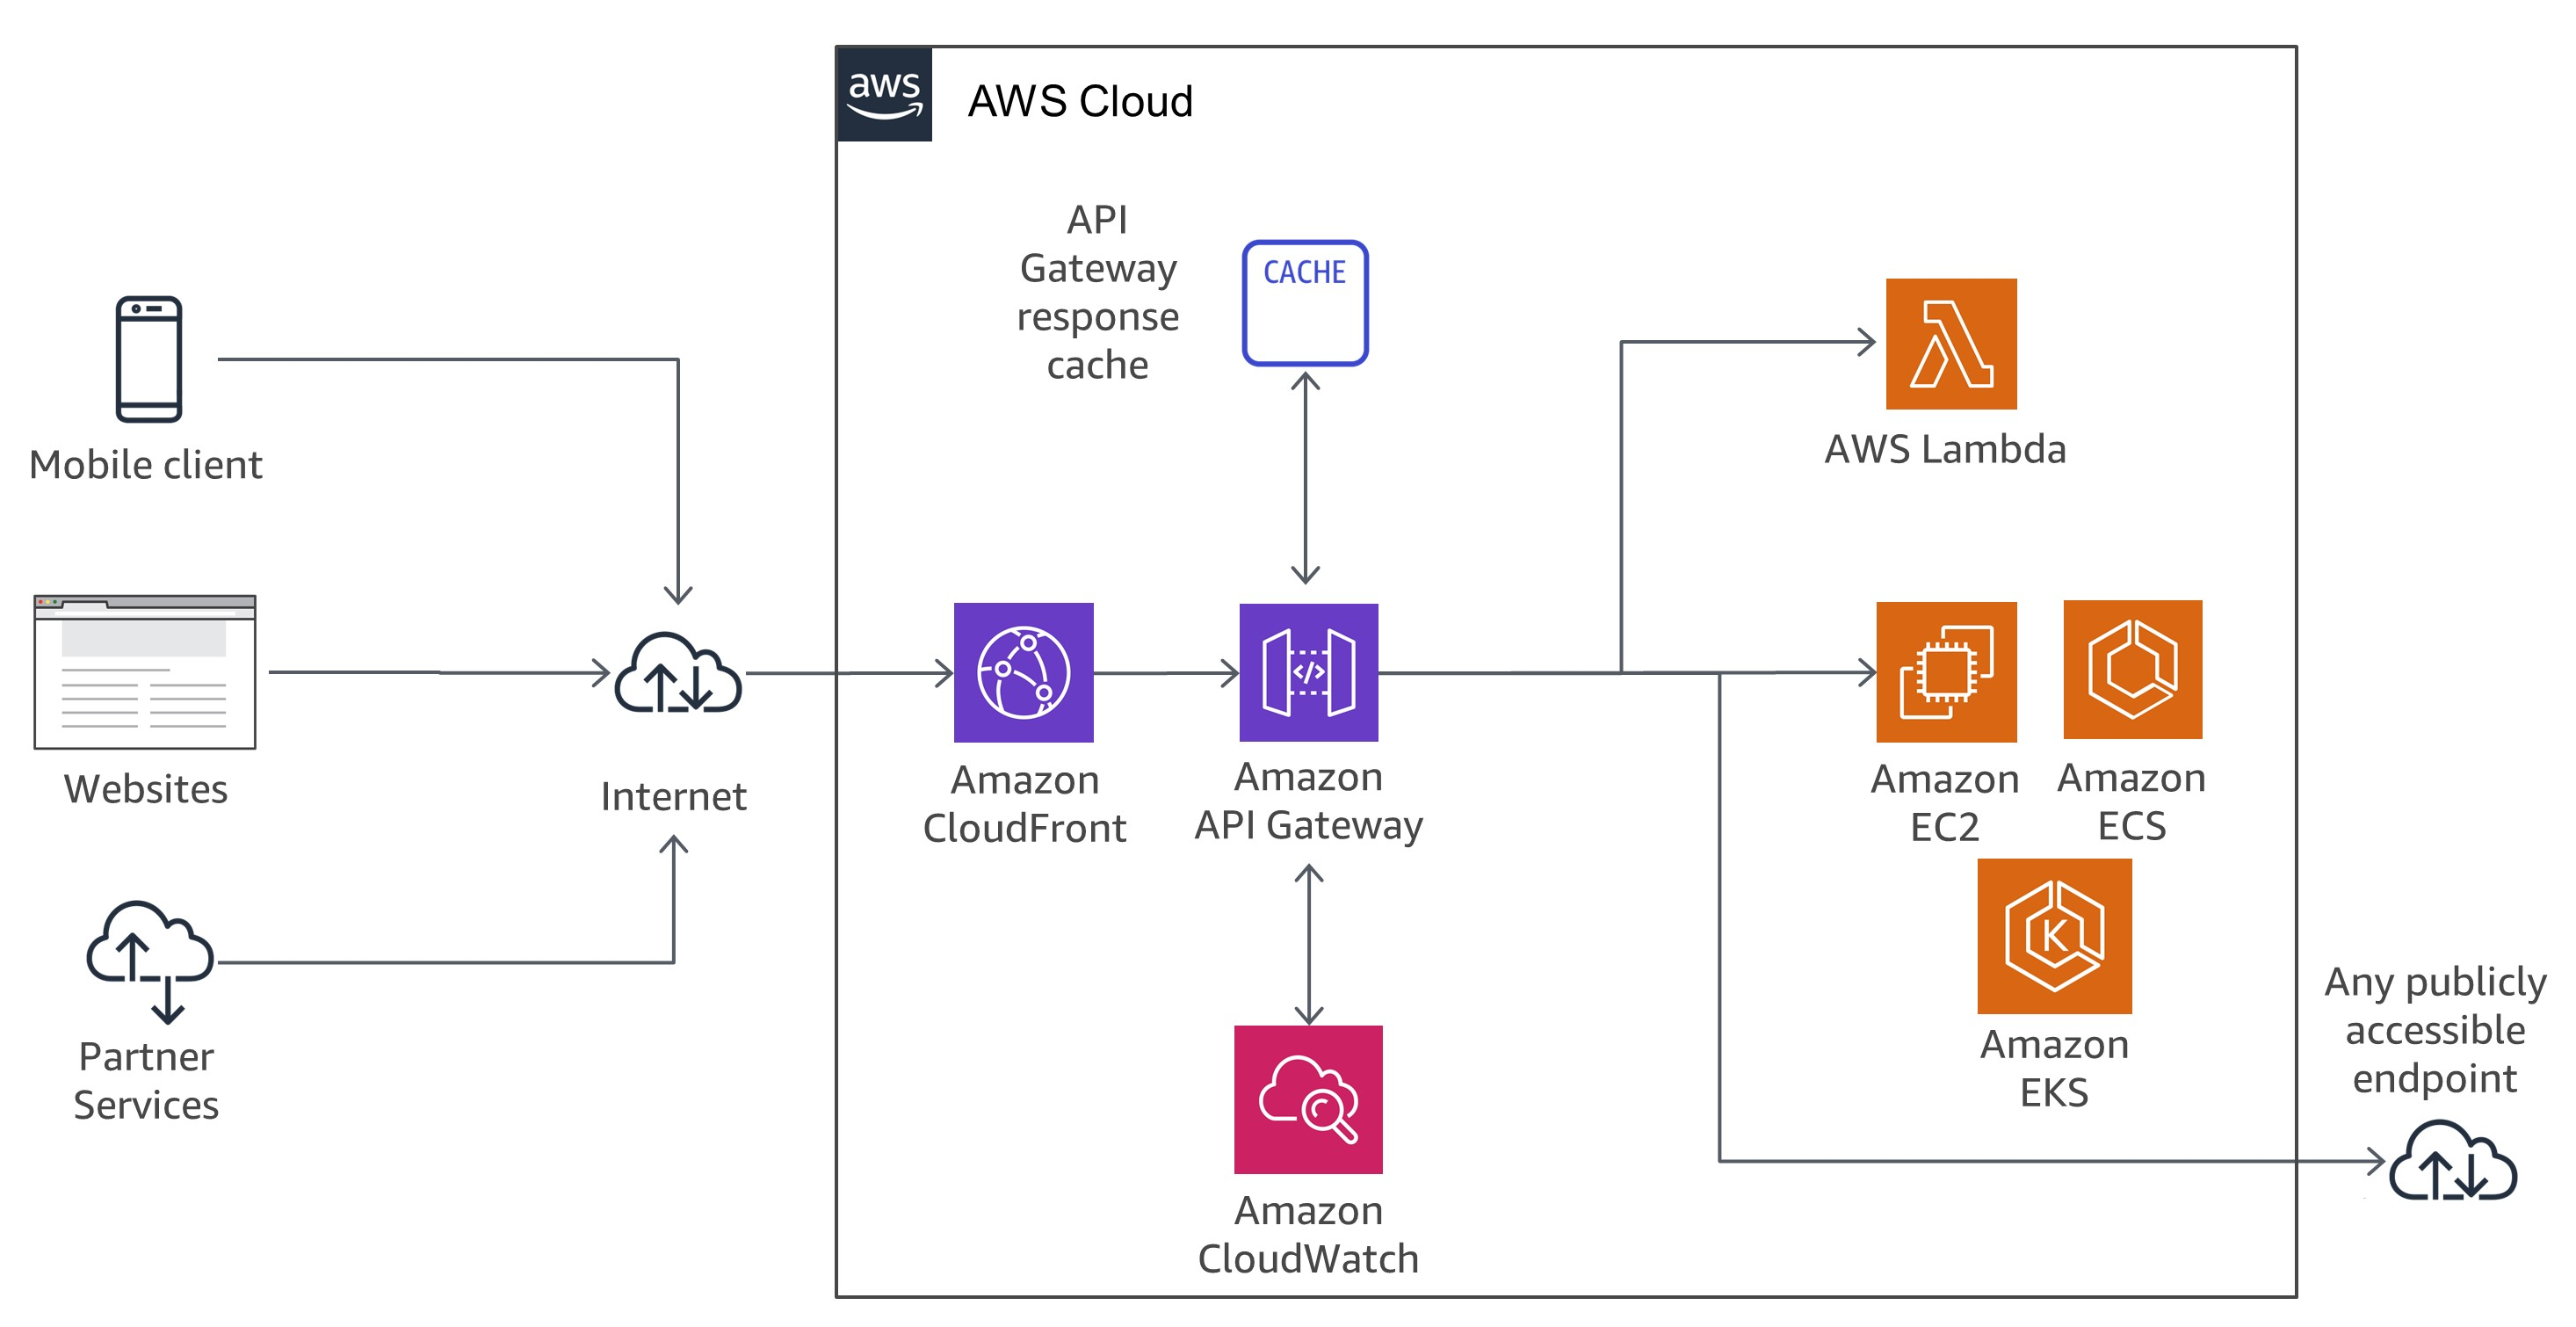 aws
AWS Cloud
API
Gateway
response
cache
CACHE
Mobile client
AWS Lambda
Websites
Internet
Amazon
CloudFront
Amazon
API Gateway
Amazon
EC2
Amazon
ECS
Partner
Services
K
Amazon
EKS
Any publicly
accessible
endpoint
Amazon
CloudWatch